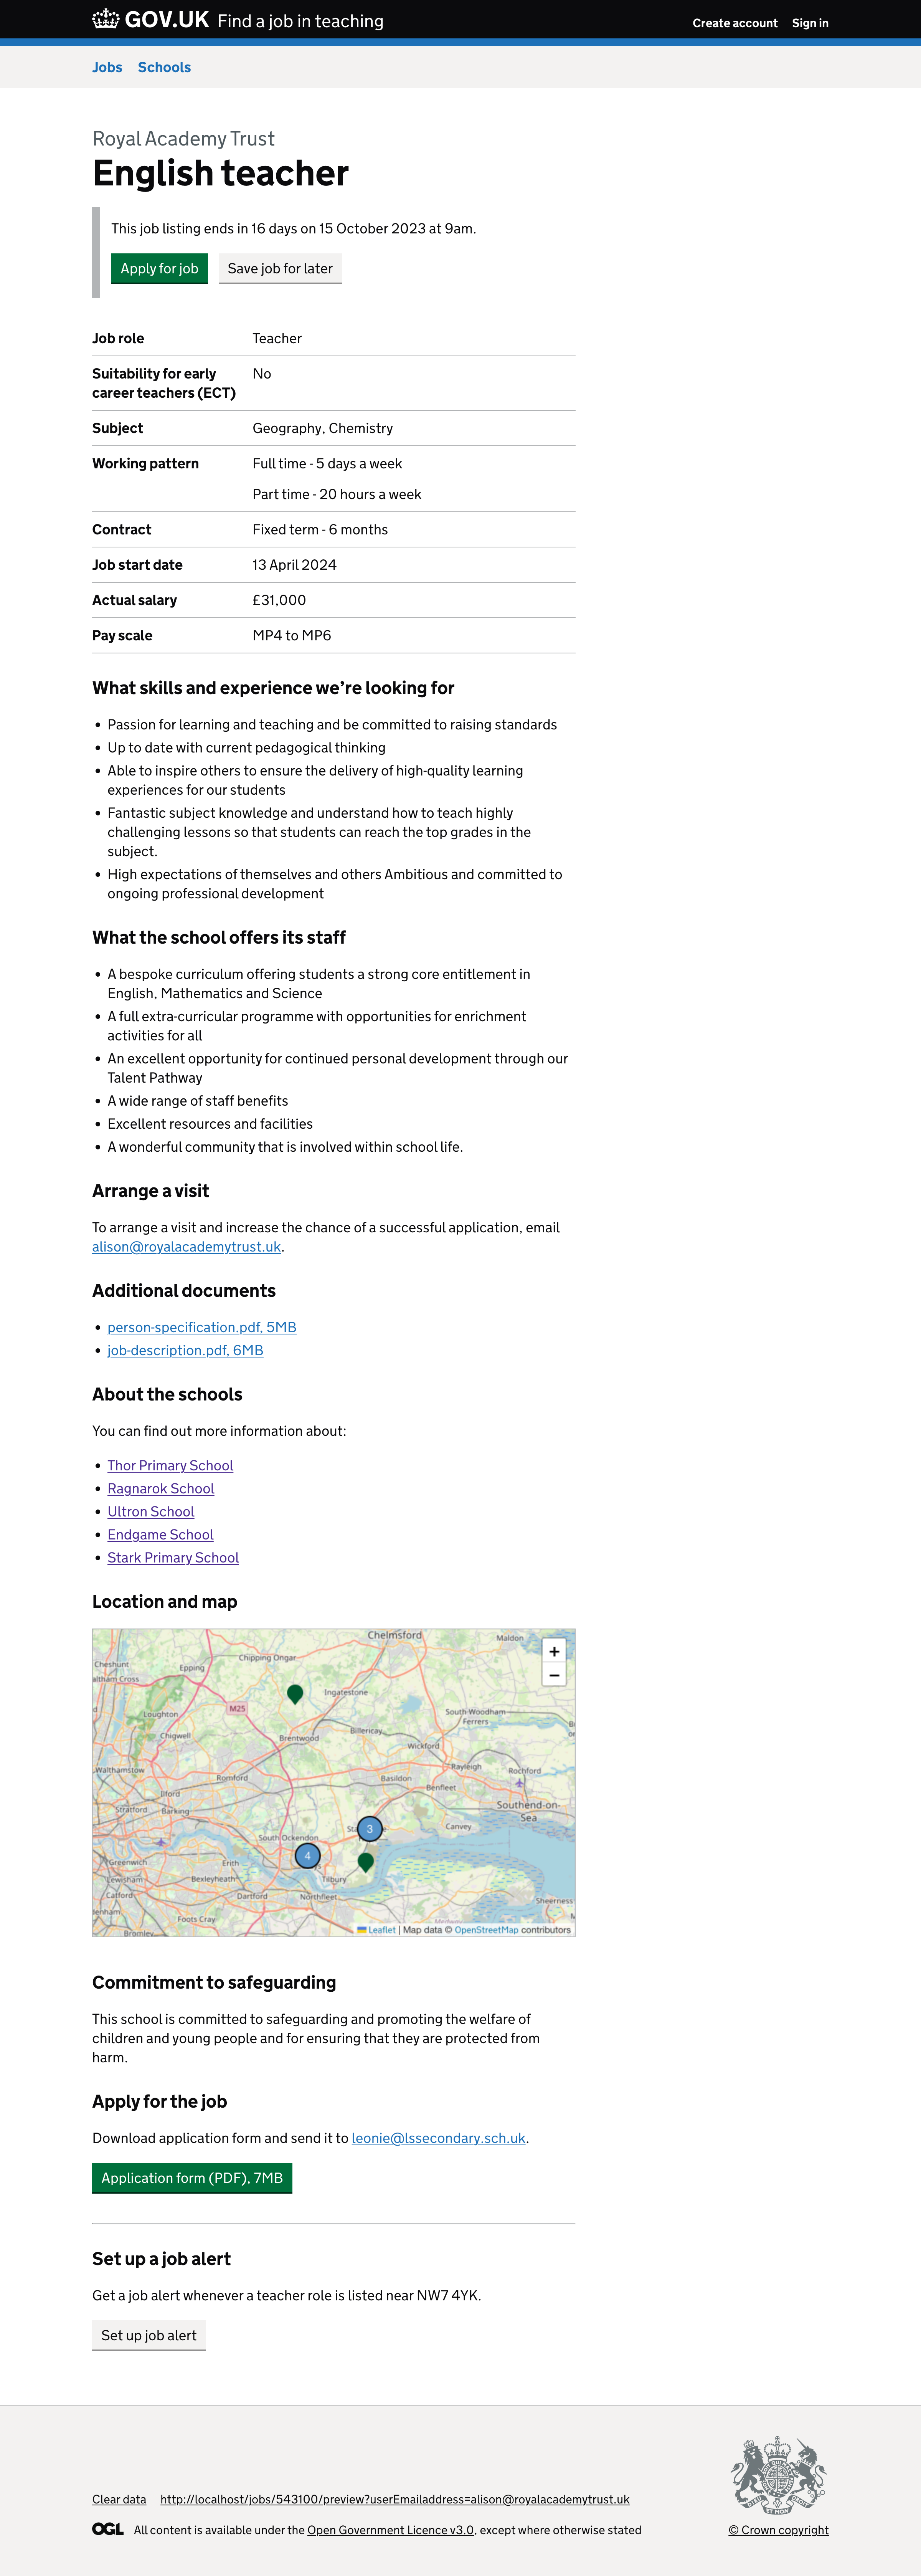 GOV.UK Find a job in teaching
Create account Sign in
Jobs Schools
Royal Academy Trust
English teacher
This job listing ends in 16 days on 15 October 2023 at 9am.
Apply for job Save job for later
Job role Teacher
Suitability for early No
career teachers (ECT)
Subject Geography, Chemistry
Working pattern Full time - 5 days a week
Part time - 20 hours a week
Contract Fixed term - 6 months
Job start date 13 April 2024
Actual salary £31,000
Pay scale MP4 to MP6
What skills and experience we’re looking for
• Passion for learning and teaching and be committed to raising standards
• Up to date with current pedagogical thinking
• Able to inspire others to ensure the delivery of high-quality learning
experiences for our students
• Fantastic subject knowledge and understand how to teach highly
challenging lessons so that students can reach the top grades in the
subject.
• High expectations of themselves and others Ambitious and committed to
ongoing professional development
What the school offers its staff
• A bespoke curriculum offering students a strong core entitlement in
English, Mathematics and Science
• A full extra-curricular programme with opportunities for enrichment
activities for all
• An excellent opportunity for continued personal development through our
Talent Pathway
• A wide range of staff benefits
• Excellent resources and facilities
• A wonderful community that is involved within school life.
Arrange a visit
To arrange a visit and increase the chance of a successful application, email
alison@royalacademytrust.uk.
Additional documents
• person-specification.pdf, 5MB
• job-description.pdf, 6MB
About the schools
You can find out more information about:
• Thor Primary School
• Ragnarok School
• Ultron School
• Endgame School
• Stark Primary School
Location and map
Chelmsford
Maldon
+
Chipping Ongar
Cheshunt
Epping
altham Cross
−
Ingatestone
M25
Loughton
South Woodham
Ferrers
Billericay
Chigwell
Brentwood
Wickford
Walthamstow
Rayleigh
Rochford
Romford
Basildon
Benfleet
Ilford
Stratford
Barking
Southend-on-
Sea
Canvey
3
South Ockendon
4
Greenwich
Erith
Lewisham
Bexleyheath
Tilbury
Catford
Dartford
Northfleet
Sheerness
denham
Foots Cray
Bromley
Leaflet | Map data © OpenStreetMap contributors
Commitment to safeguarding
This school is committed to safeguarding and promoting the welfare of
children and young people and for ensuring that they are protected from
harm.
Apply for the job
Download application form and send it to leonie@lssecondary.sch.uk.
Application form (PDF), 7MB
Set up a job alert
Get a job alert whenever a teacher role is listed near NW7 4YK.
Set up job alert
Clear data http://localhost/jobs/543100/preview?userEmailaddress=alison@royalacademytrust.uk
OGL All content is available under the Open Government Licence v3.0, except where otherwise stated
© Crown copyright